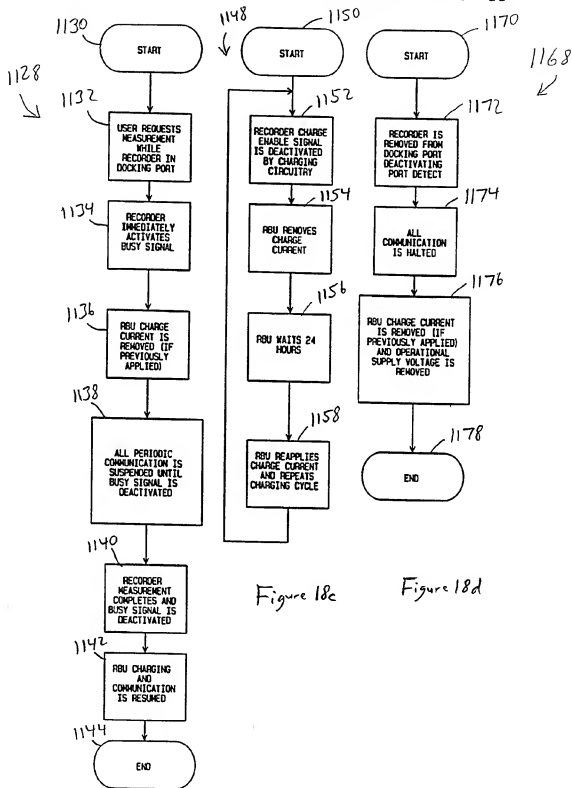 1128
1130
START
1132
USER REQUESTS
MEASUREMENT
WHILE
RECORDER IN
DOCKING PORT
1134
RECORDER
IMMEDIATELY
ACTIVATES
BUSY SIGNAL
1136
RBU CHARGE
CURRENT IS
REMOVED (IF
PREVIOUSLY
APPLIED)
1138
ALL PERIODIC
COMMUNICATION IS
SUSPENDED UNTIL
BUSY SIGNAL IS
DEACTIVATED
1140
RECORDER
MEASUREMENT
COMPLETES AND
BUSY SIGNAL IS
DEACTIVATED
1142
RBU CHARGING
AND
COMMUNICATION
IS RESUMED
1144
END
1148
1150
START
1152
RECORDER CHARGE
ENABLE SIGNAL
IS DEACTIVATED
BY CHARGING
CIRCUITRY
1154
RBU REMOVES
CHARGE
CURRENT
1156
RBU WAITS 24
HOURS
1158
RBU REAPPLIES
CHARGE CURRENT
AND REPEATS
CHARGING CYCLE
Figure 18c
1168
1170
START
1172
RECORDER IS
REMOVED FROM
DOCKING PORT
DEACTIVATING
PORT DETECT
1174
ALL
COMMUNICATION
IS HALTED
1176
RBU CHARGE CURRENT
IS REMOVED (IF
PREVIOUSLY APPLIED)
AND OPERATIONAL
SUPPLY VOLTAGE IS
REMOVED
1178
END
Figure 18d